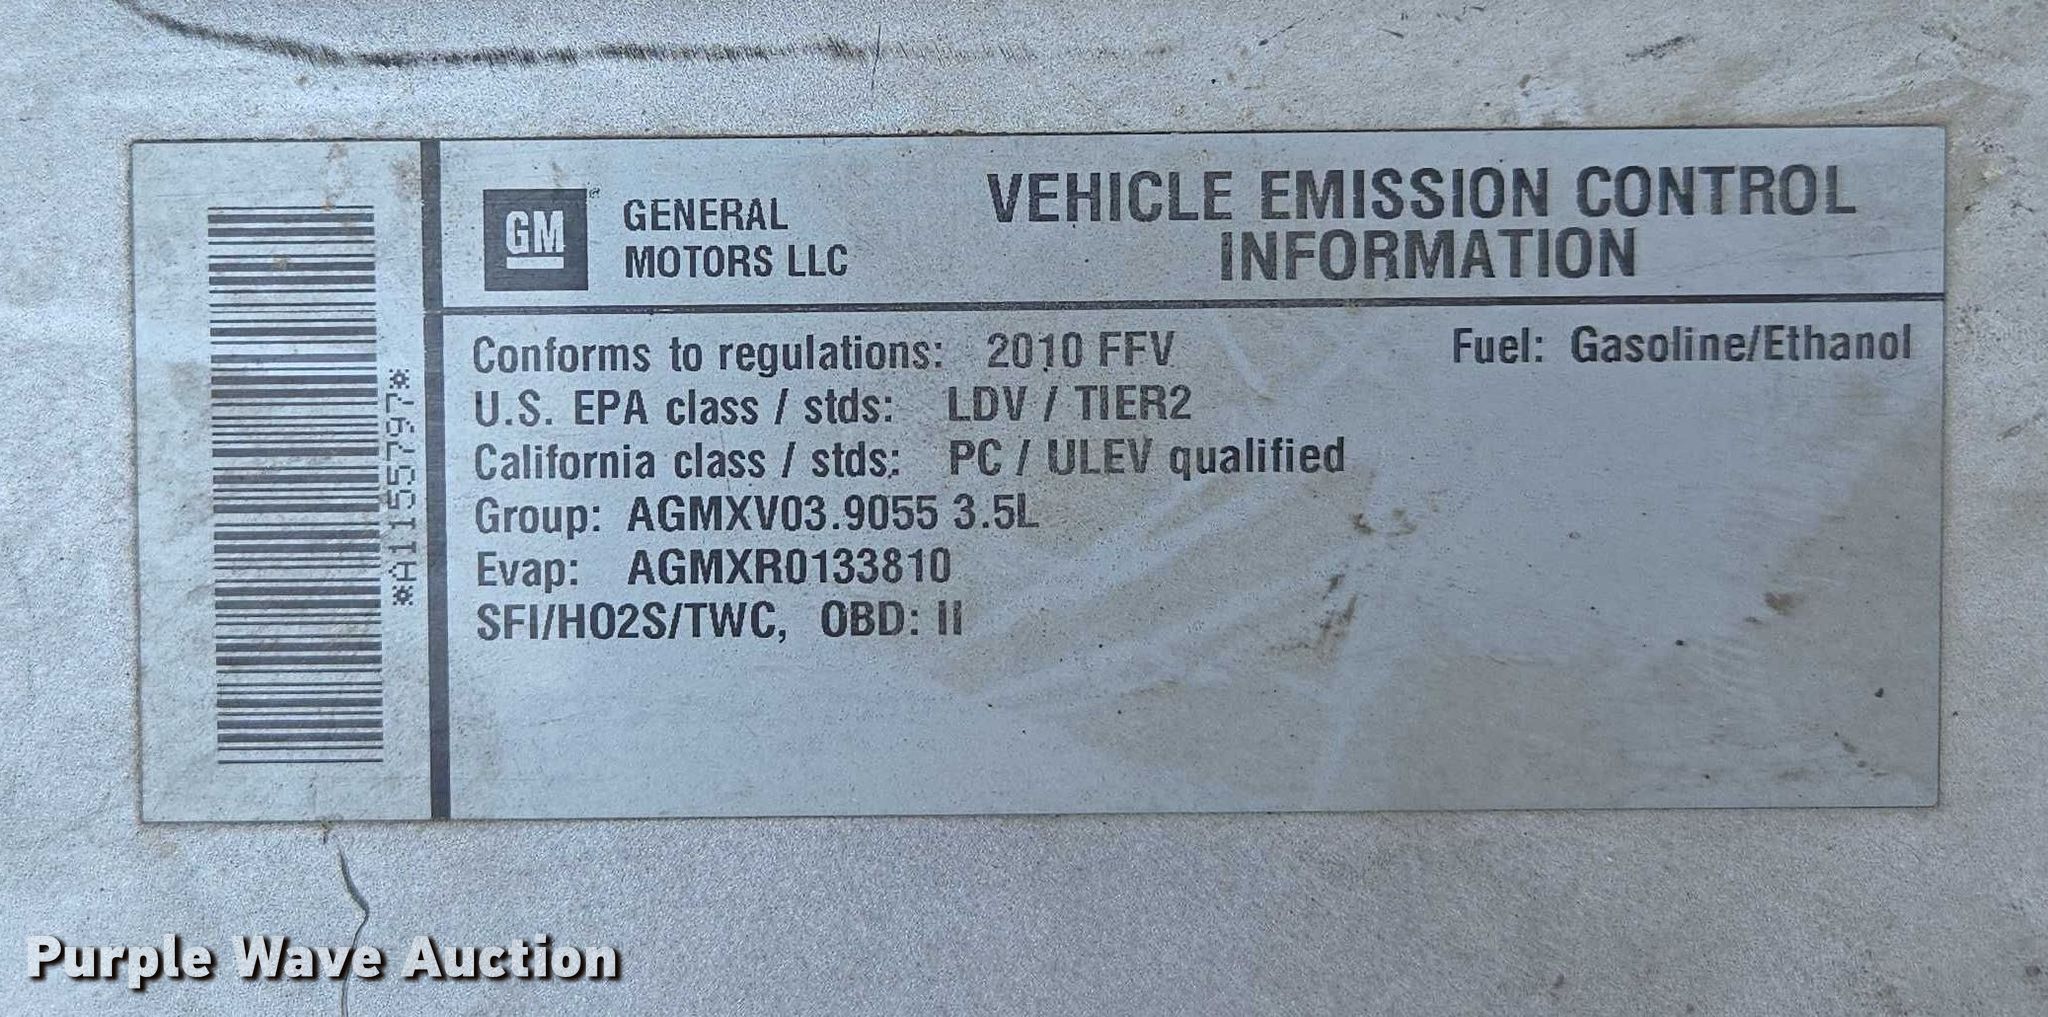 *A1155797*
GM
GENERAL
MOTORS LLC
VEHICLE EMISSION CONTROL
INFORMATION
Conforms to regulations: 2010 FFV
Fuel: Gasoline/Ethanol
U.S. EPA class / stds: LDV / TIER2
California class / stds: PC / ULEV qualified
Group: AGMXV03.9055 3.5L
Evap: AGMXR0133810
SFI/HO2S/TWC, OBD: II
Purple Wave Auction